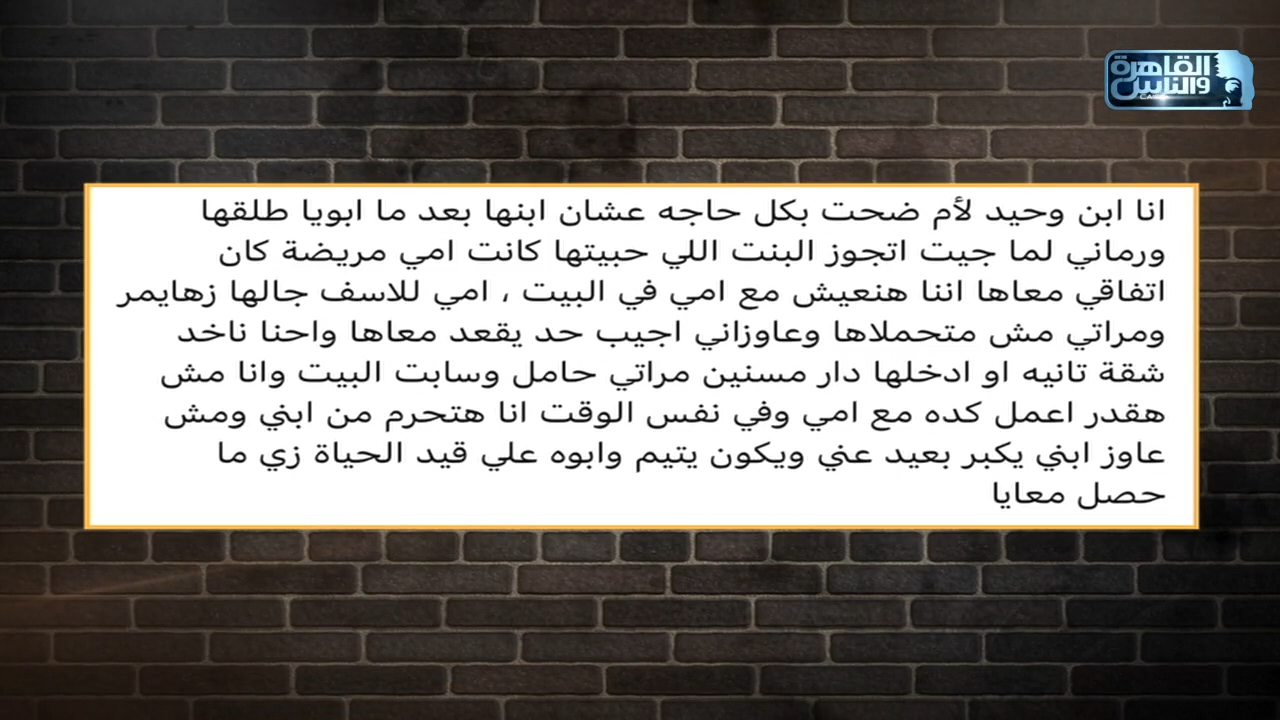 القاهرة
والناس
انا ابن وحيد لأم ضحت بكل حاجه عشان ابنها بعد ما ابويا طلقها
ورماني لما جيت اتجوز البنت اللي حبيتها كانت امي مريضة كان
اتفاقي معاها اننا هنعيش مع امي في البيت ، امي للاسف جالها زهايمر
ومراتي مش متحملاها وعاوزاني اجيب حد يقعد معاها واحنا ناخد
شقة تانيه او ادخلها دار مسنين مراتي حامل وسابت البيت وانا مش
هقدر اعمل كده مع امي وفي نفس الوقت انا هتحرم من ابني ومش
عاوز ابني يكبر بعيد عني ويكون يتيم وابوه علي قيد الحياة زي ما
حصل معايا